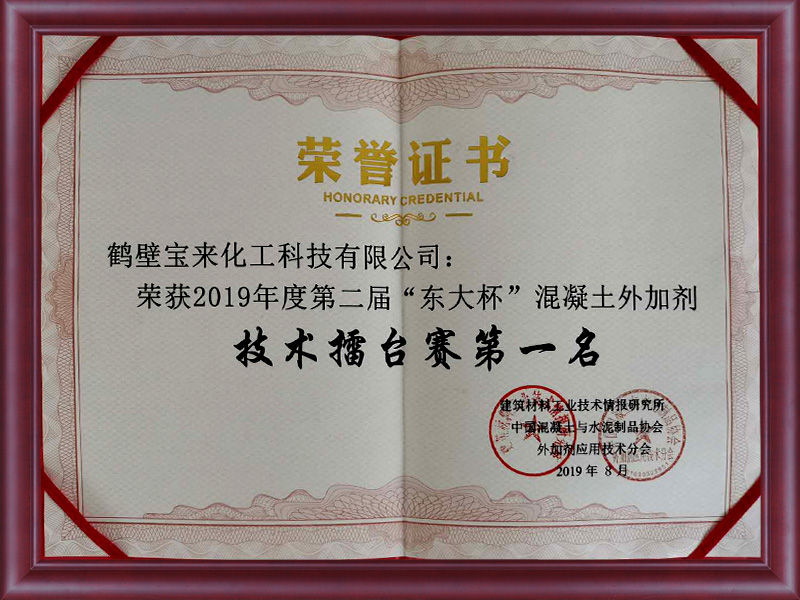 荣誉证书
HONORARY CREDENTIAL
鹤壁宝来化工科技有限公司：
荣获2019年度第二届“东大杯”混凝土外加剂
技术擂台赛第一名
建筑材料工业技术情报研究所
中国混凝土与水泥制品协会
外加剂应用技术分会
2019年 8月